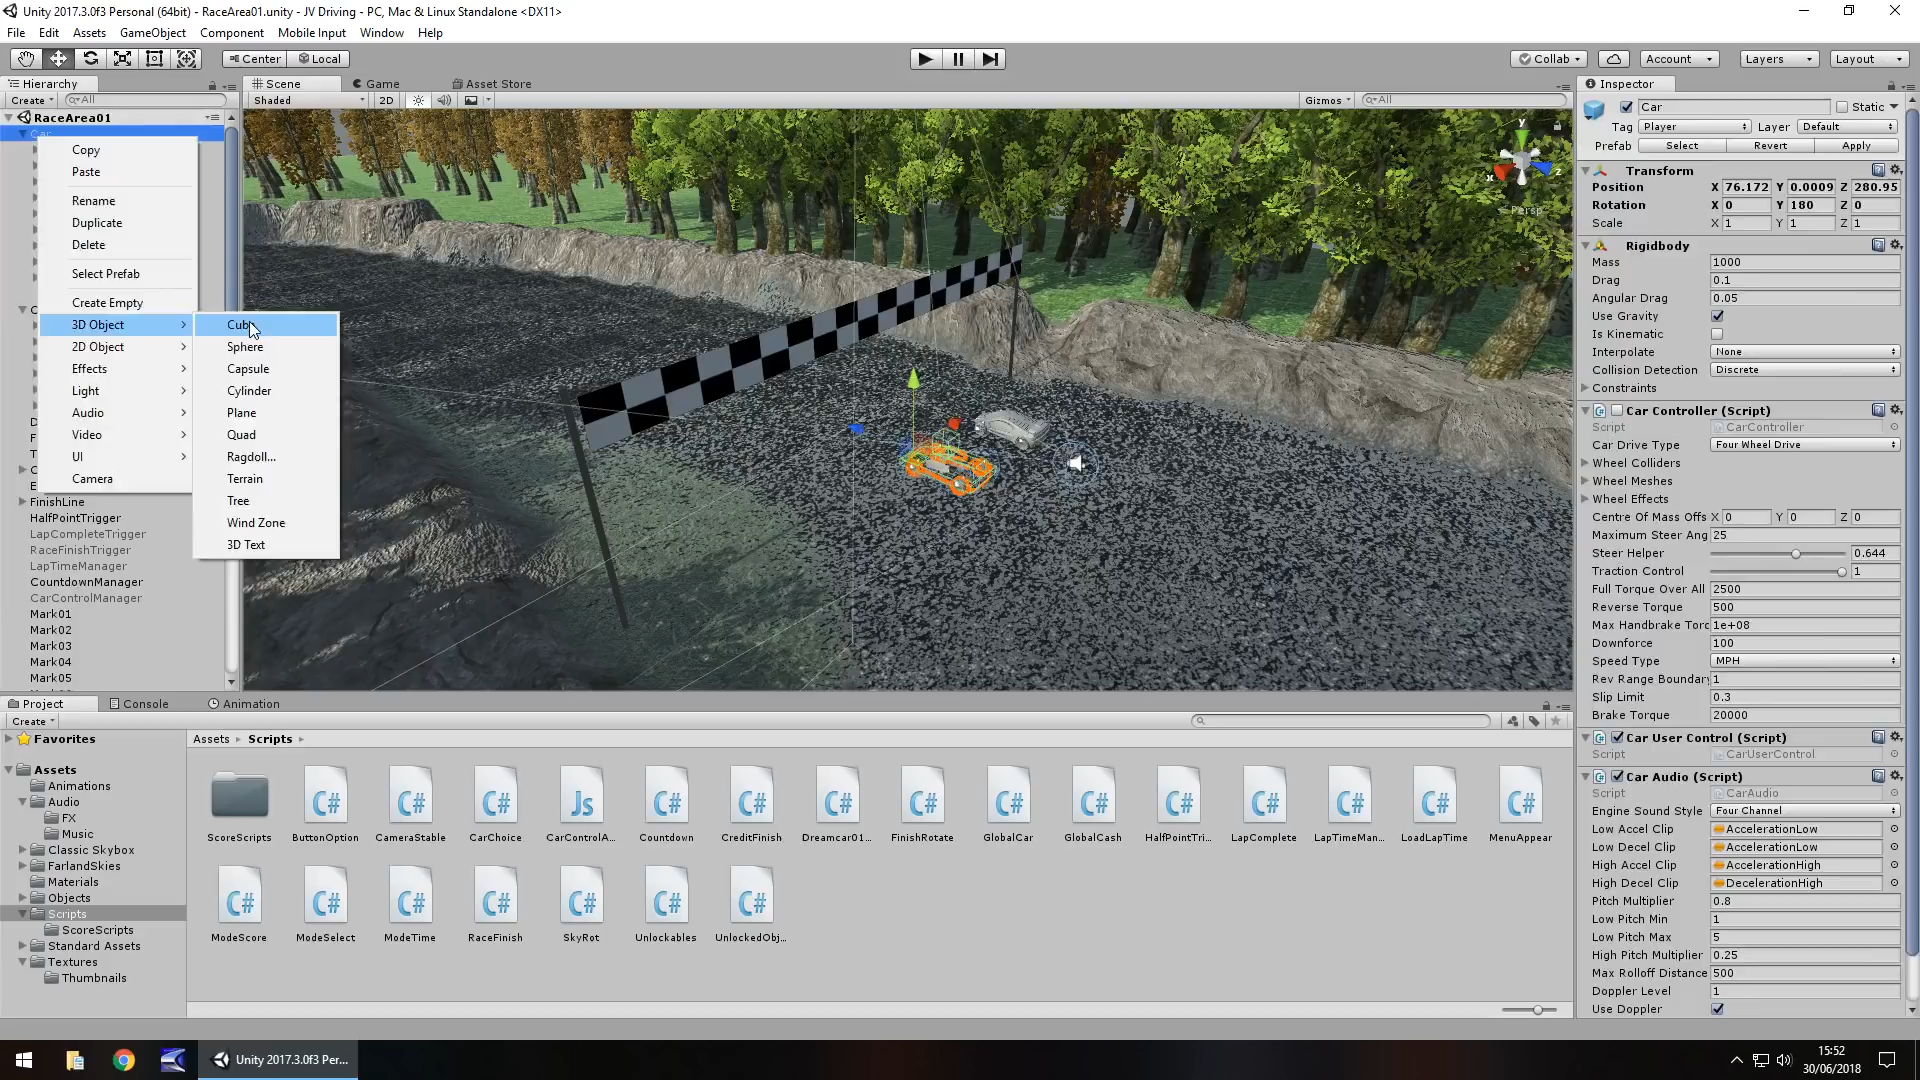 Unity 2017.3.0f3 Personal (64bit) - RaceArea01.unity - JV Driving - PC, Mac & Linux Standalone <DX11>
File Edit Assets GameObject Component Mobile Input Window Help
Center Local Collab Account Layers Layout
Hierarchy Scene Game Asset Store Inspector
Create All Shaded 2D Gizmos All
RaceArea01
Car
Copy
Paste
Rename
Duplicate
Delete
Select Prefab
Create Empty
3D Object
2D Object
Effects
Light
Audio
Video
UI
Camera
Cube
Sphere
Capsule
Cylinder
Plane
Quad
Ragdoll...
Terrain
Tree
Wind Zone
3D Text
FinishLine
HalfPointTrigger
LapCompleteTrigger
RaceFinishTrigger
LapTimeManager
CountdownManager
CarControlManager
Mark01
Mark02
Mark03
Mark04
Mark05
y
x
z
Persp
Car Static
Tag Player Layer Default
Prefab Select Revert Apply
Transform
Position X 76.172 Y 0.0009 Z 280.95
Rotation X 0 Y 180 Z 0
Scale X 1 Y 1 Z 1
Rigidbody
Mass 1000
Drag 0.1
Angular Drag 0.05
Use Gravity
Is Kinematic
Interpolate None
Collision Detection Discrete
Constraints
Car Controller (Script)
Script CarController
Car Drive Type Four Wheel Drive
Wheel Colliders
Wheel Meshes
Wheel Effects
Centre Of Mass Offs X 0 Y 0 Z 0
Maximum Steer Ang 25
Steer Helper 0.644
Traction Control 1
Full Torque Over All 2500
Reverse Torque 500
Max Handbrake Torc 1e+08
Downforce 100
Speed Type MPH
Rev Range Boundary 1
Slip Limit 0.3
Brake Torque 20000
Car User Control (Script)
Script CarUserControl
Car Audio (Script)
Script CarAudio
Engine Sound Style Four Channel
Low Accel Clip AccelerationLow
Low Decel Clip AccelerationLow
High Accel Clip AccelerationHigh
High Decel Clip DecelerationHigh
Pitch Multiplier 0.8
Low Pitch Min 1
Low Pitch Max 5
High Pitch Multiplier 0.25
Max Rolloff Distance 500
Doppler Level 1
Use Doppler
Project Console Animation
Create
Favorites
Assets
Animations
Audio
FX
Music
Classic Skybox
FarlandSkies
Materials
Objects
Scripts
ScoreScripts
Standard Assets
Textures
Thumbnails
Assets Scripts
C# C# C# C# Js C# C# C# C# C# C# C# C# C# C#
ScoreScripts ButtonOption CameraStable CarChoice CarControlA... Countdown CreditFinish Dreamcar01... FinishRotate GlobalCar GlobalCash HalfPointTri... LapComplete LapTimeMan... LoadLapTime MenuAppear
C# C# C# C# C# C# C#
ModeScore ModeSelect ModeTime RaceFinish SkyRot Unlockables UnlockedObj...
Unity 2017.3.0f3 Per...
15:52
30/06/2018